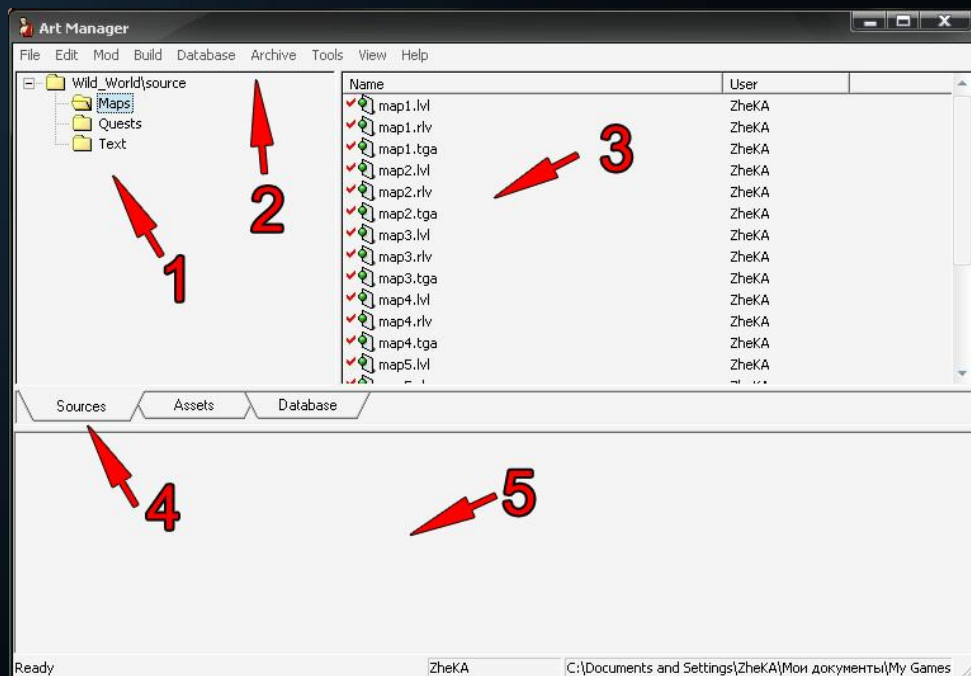 Art Manager
File Edit Mod Build Database Archive Tools View Help
Wild_World\source
Maps
Quests
Text
1
2
Name User
map1.lvl ZheKA
map1.rlv ZheKA
map1.tga ZheKA
map2.lvl ZheKA
map2.rlv ZheKA
map2.tga ZheKA
map3.lvl ZheKA
map3.rlv ZheKA
map3.tga ZheKA
map4.lvl ZheKA
map4.rlv ZheKA
map4.tga ZheKA
map5.lvl ZheKA
3
Sources Assets Database
4
5
Ready ZheKA C:\Documents and Settings\ZheKA\Мои документы\My Games